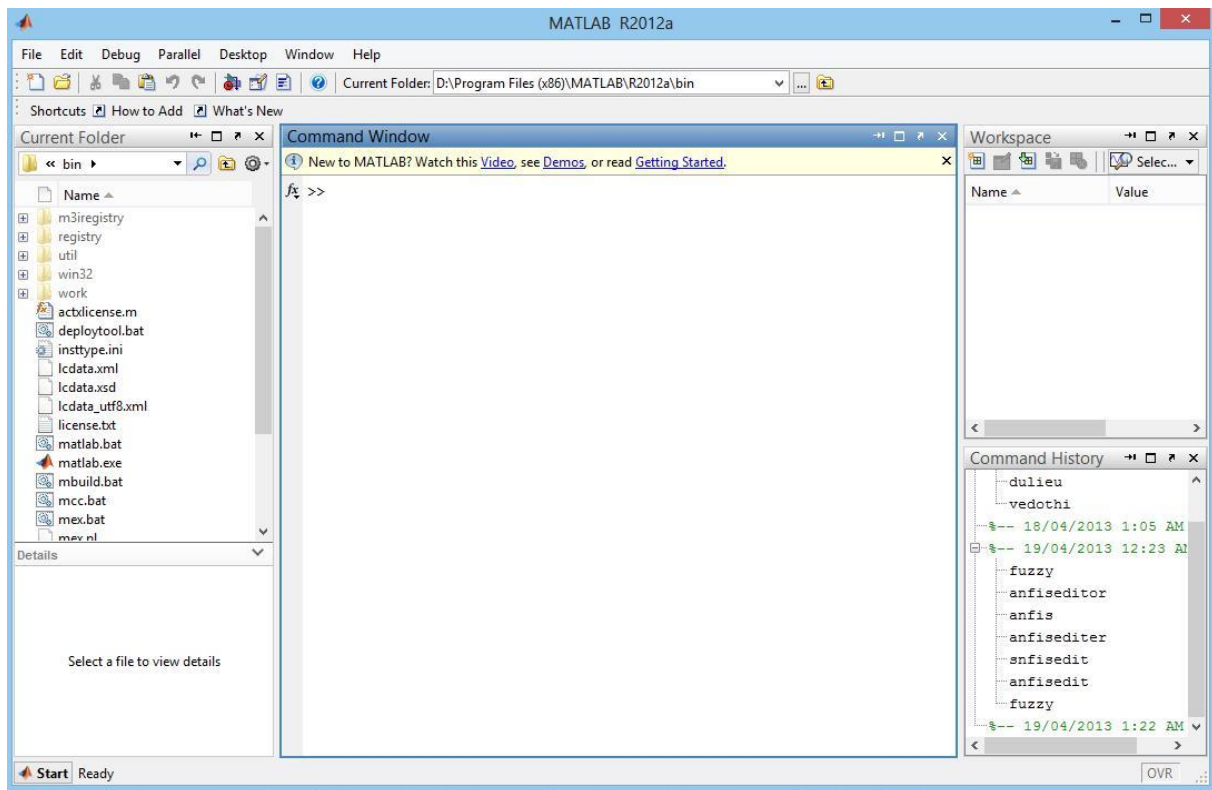 MATLAB R2012a
File Edit Debug Parallel Desktop Window Help
Current Folder: D:\Program Files (x86)\MATLAB\R2012a\bin
Shortcuts How to Add What's New
Current Folder
« bin
Name
m3iregistry
registry
util
win32
work
actxlicense.m
deploytool.bat
insttype.ini
lcdata.xml
lcdata.xsd
lcdata_utf8.xml
license.txt
matlab.bat
matlab.exe
mbuild.bat
mcc.bat
mex.bat
mex.pl
Details
Select a file to view details
Command Window
New to MATLAB? Watch this Video, see Demos, or read Getting Started.
fx >>
Workspace
Selec...
Name Value
Command History
dulieu
vedothi
%-- 18/04/2013 1:05 AM
%-- 19/04/2013 12:23 AM
fuzzy
anfiseditor
anfis
anfisediter
snfisedit
anfisedit
fuzzy
%-- 19/04/2013 1:22 AM
Start Ready
OVR